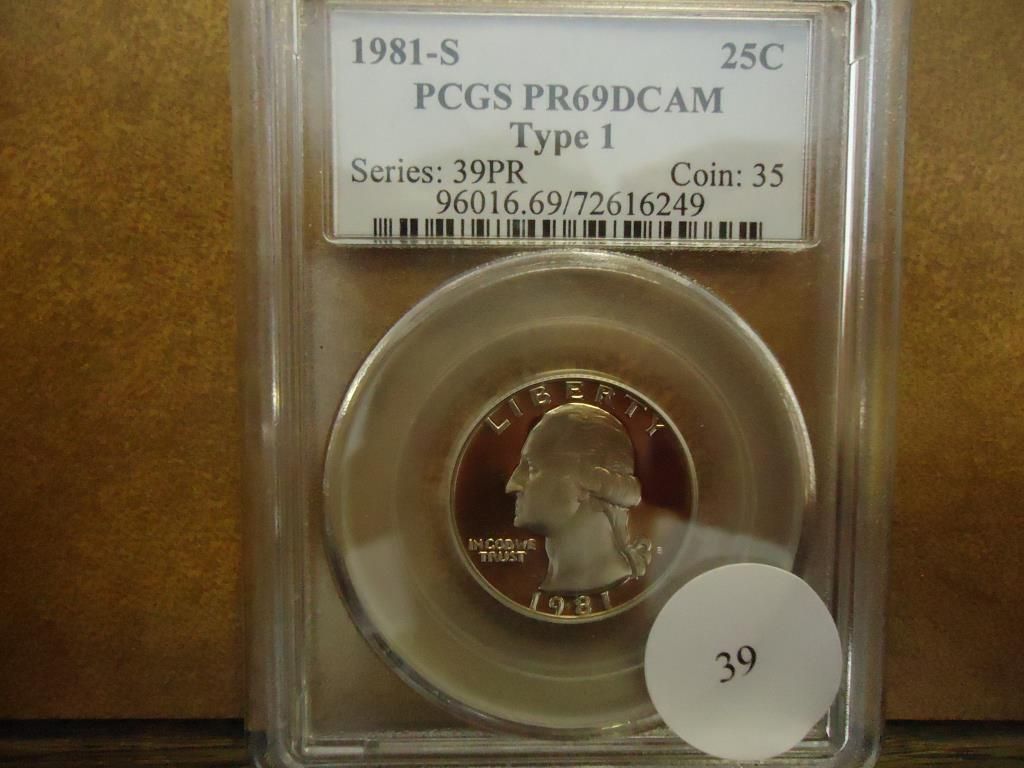 1981-S 25C
PCGS PR69DCAM
Type 1
Series: 39PR Coin: 35
96016.69/72616249
LIBERTY
IN GOD WE
TRUST
S
1981
39